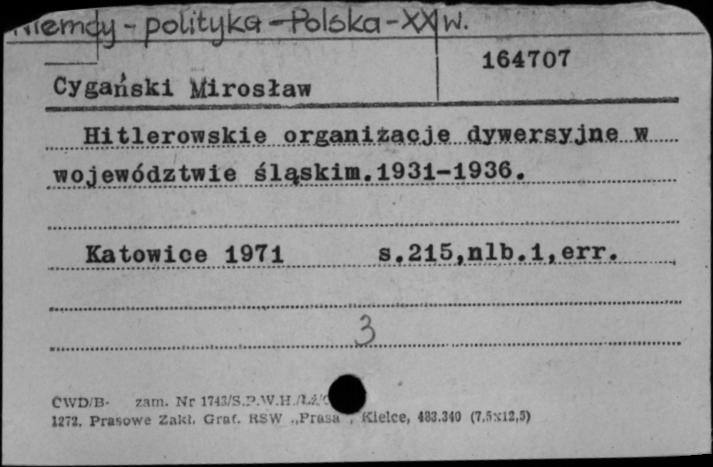 Niemcy - polityka - Polska - XX w.
164707
Cygański Mirosław
Hitlerowskie organizacje dywersyjne w
województwie śląskim.1931-1936.
Katowice 1971 s.215,nlb.1,err.
3
CWD/B- zam. Nr 1743/S.P.W.H./Łż/
1272. Prasowe Zakł. Graf. RSW „Prasa", Kielce, 483.340 (7,5x12,5)